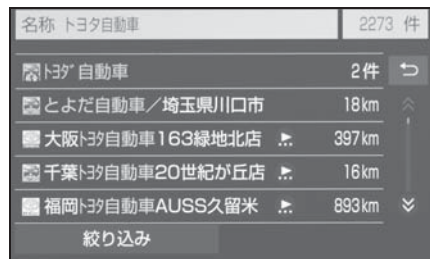 名称 トヨタ自動車 2273 件
トヨダ自動車 2件
とよだ自動車／埼玉県川口市 18km
大阪トヨタ自動車163緑地北店 397km
千葉トヨタ自動車20世紀が丘店 16km
福岡トヨタ自動車AUSS久留米 893km
絞り込み